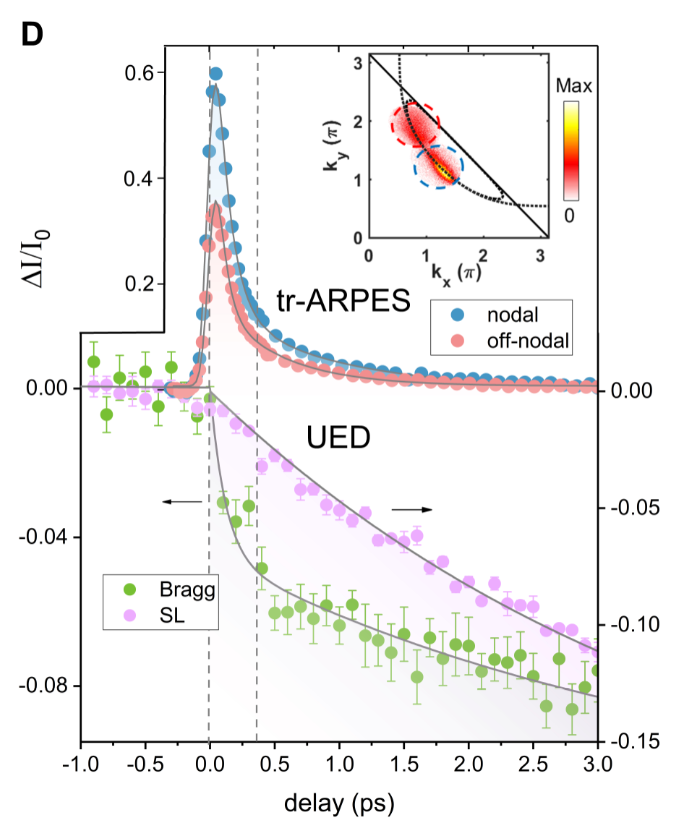 D
0.6
0.4
0.2
0.00
-0.04
-0.08
ΔI/I0
3
2
1
0
ky (π)
0 1 2 3
kx (π)
Max
0
tr-ARPES
nodal
off-nodal
UED
Bragg
SL
0.00
-0.05
-0.10
-0.15
-1.0 -0.5 0.0 0.5 1.0 1.5 2.0 2.5 3.0
delay (ps)